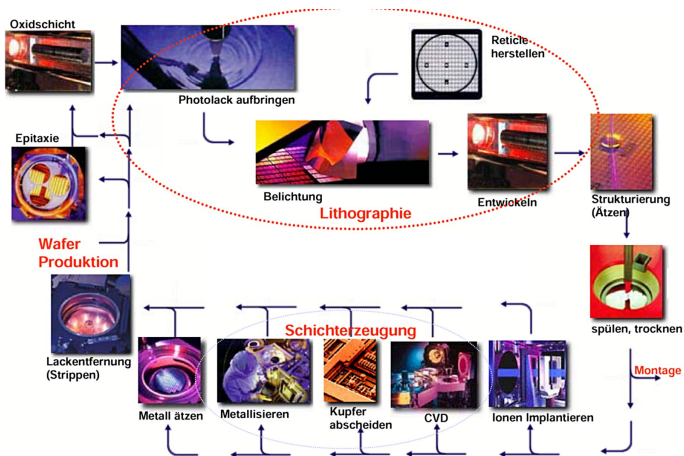 Oxidschicht
Photolack aufbringen
Reticle
herstellen
Epitaxie
Belichtung
Entwickeln
Strukturierung
(Ätzen)
Lithographie
Wafer
Produktion
spülen, trocknen
Lackentfernung
(Strippen)
Schichterzeugung
Montage
Metall ätzen
Metallisieren
Kupfer
abscheiden
CVD
Ionen Implantieren